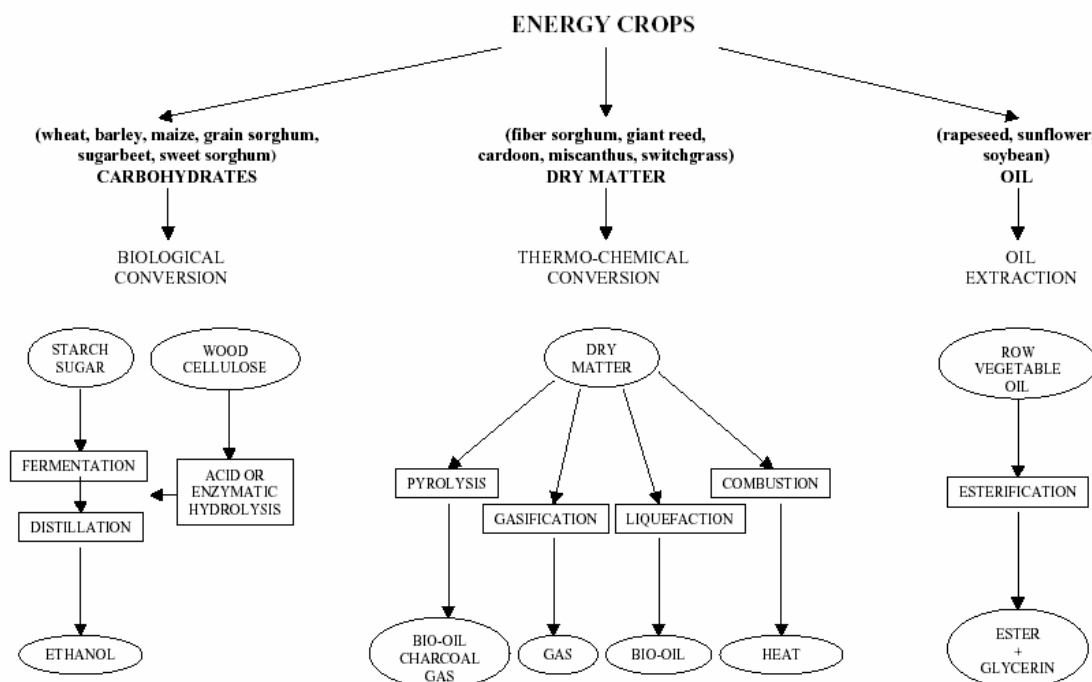 ENERGY CROPS
(wheat, barley, maize, grain sorghum,
sugarbeet, sweet sorghum)
CARBOHYDRATES
(fiber sorghum, giant reed,
cardoon, miscanthus, switchgrass)
DRY MATTER
(rapeseed, sunflower,
soybean)
OIL
BIOLOGICAL
CONVERSION
THERMO-CHEMICAL
CONVERSION
OIL
EXTRACTION
STARCH
SUGAR
WOOD
CELLULOSE
DRY
MATTER
ROW
VEGETABLE
OIL
FERMENTATION
ACID OR
ENZYMATIC
HYDROLYSIS
DISTILLATION
PYROLYSIS
GASIFICATION
LIQUEFACTION
COMBUSTION
ESTERIFICATION
ETHANOL
BIO-OIL
CHARCOAL
GAS
GAS
BIO-OIL
HEAT
ESTER
+
GLYCERIN